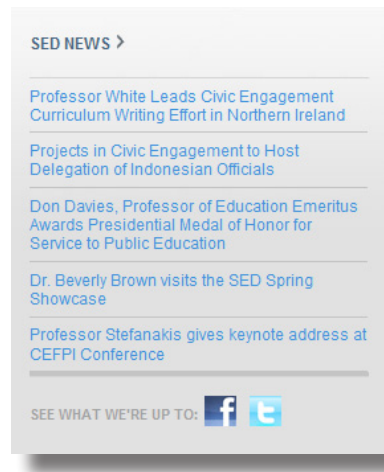 SED NEWS >
Professor White Leads Civic Engagement
Curriculum Writing Effort in Northern Ireland
Projects in Civic Engagement to Host
Delegation of Indonesian Officials
Don Davies, Professor of Education Emeritus
Awards Presidential Medal of Honor for
Service to Public Education
Dr. Beverly Brown visits the SED Spring
Showcase
Professor Stefanakis gives keynote address at
CEFPI Conference
SEE WHAT WE'RE UP TO: f t